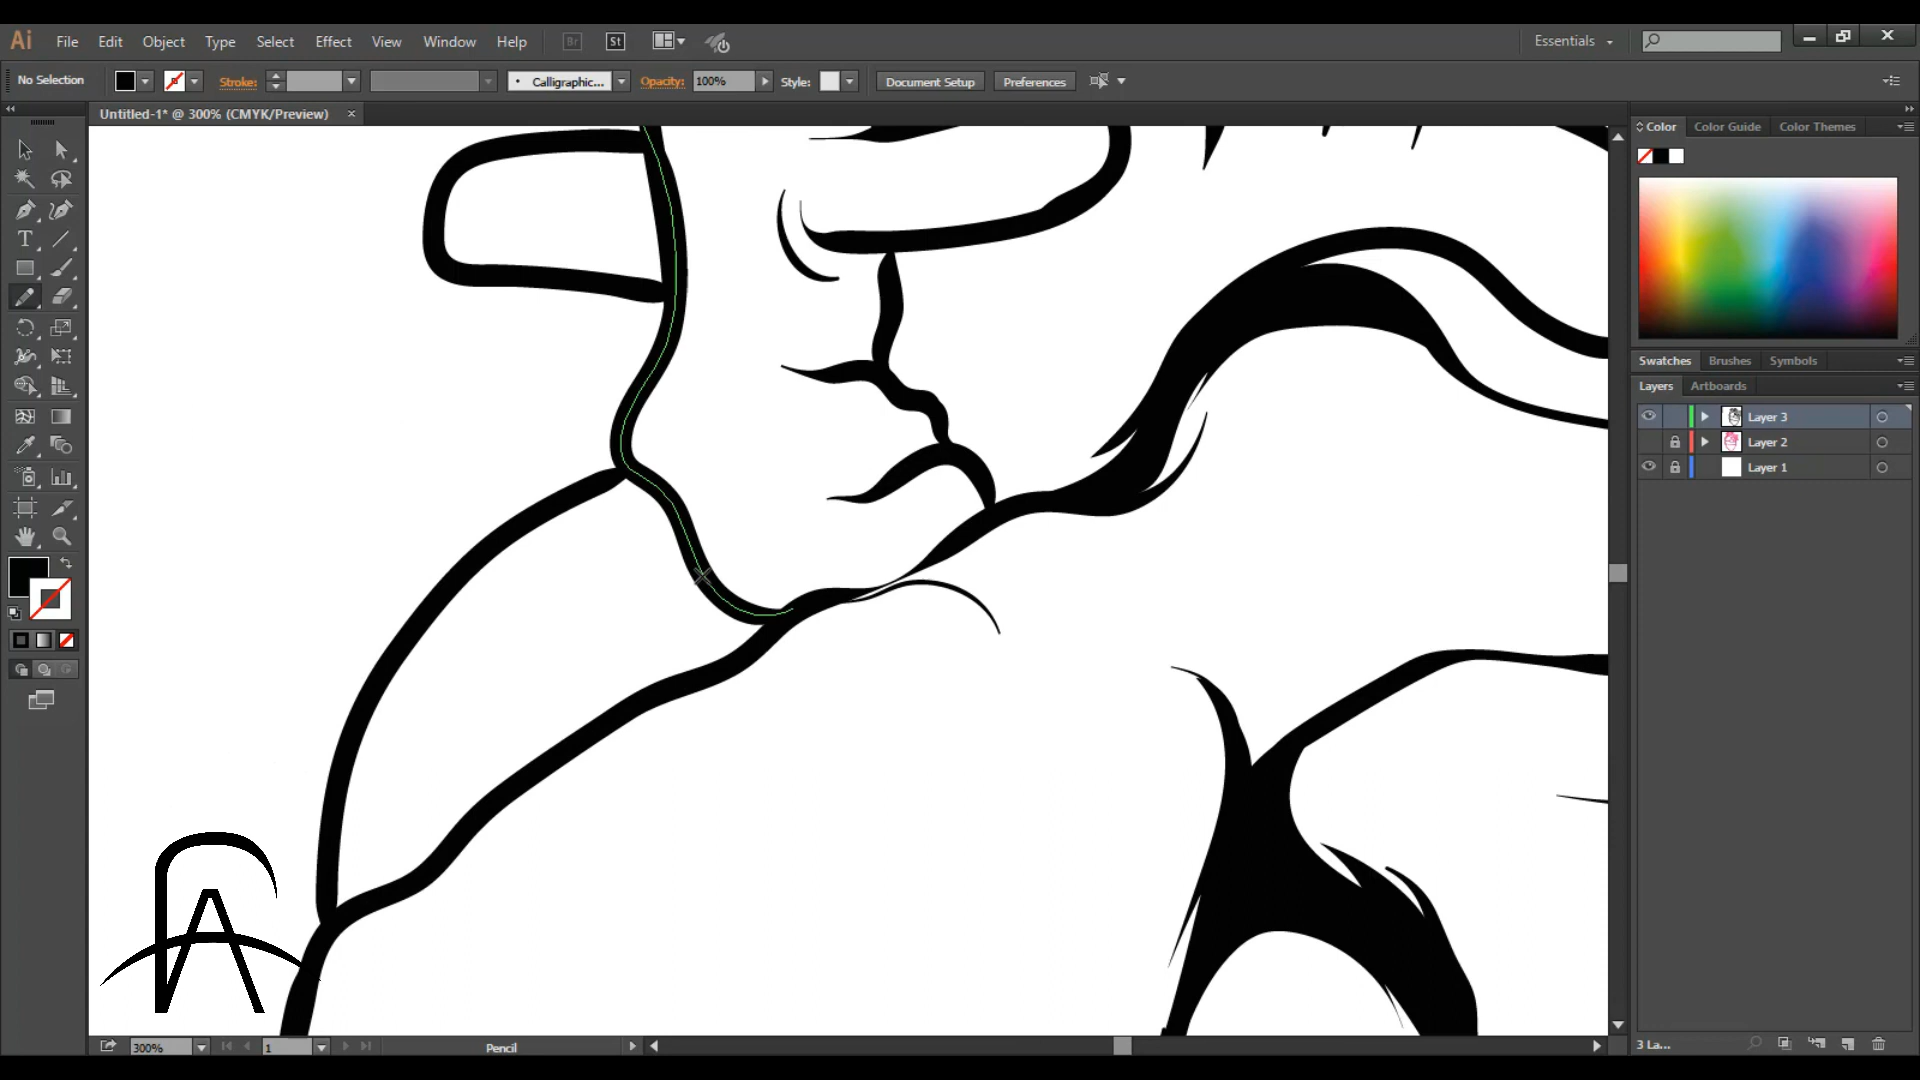 Ai File Edit Object Type Select Effect View Window Help Br St Essentials
No Selection Stroke: Calligraphic... Opacity: 100% Style: Document Setup Preferences
Untitled-1* @ 300% (CMYK/Preview)
Color Color Guide Color Themes
Swatches Brushes Symbols
Layers Artboards
Layer 3
Layer 2
Layer 1
300% 1 Pencil 3 La...